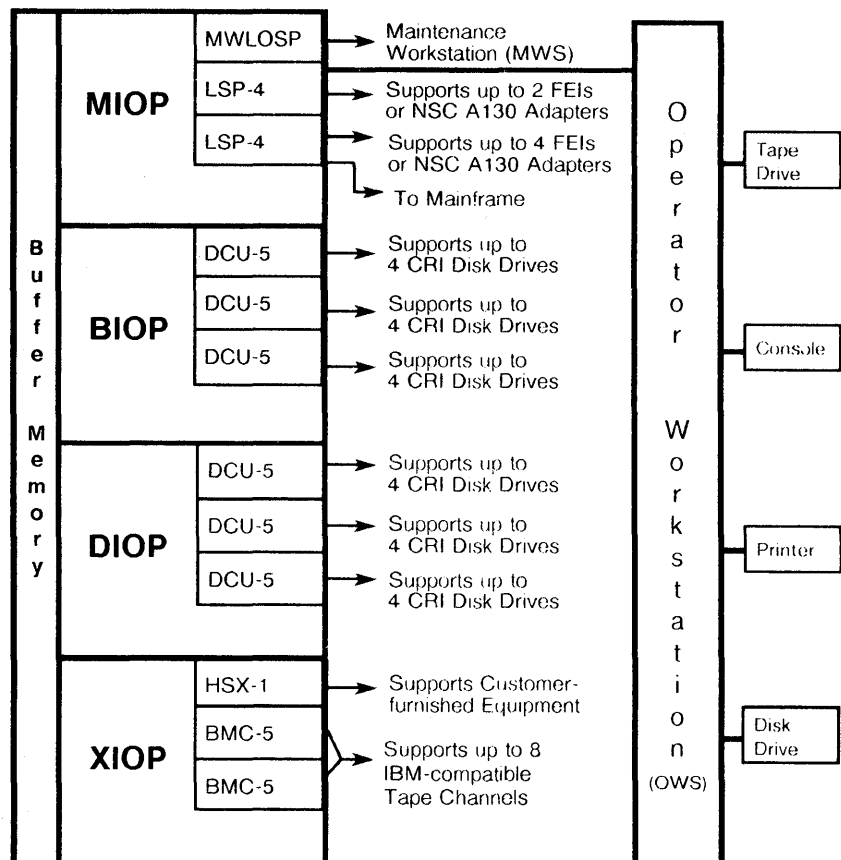 Buffer Memory
MIOP
MWLOSP
Maintenance
Workstation (MWS)
LSP-4
Supports up to 2 FEIs
or NSC A130 Adapters
LSP-4
Supports up to 4 FEIs
or NSC A130 Adapters
To Mainframe
BIOP
DCU-5
Supports up to
4 CRI Disk Drives
DCU-5
Supports up to
4 CRI Disk Drives
DCU-5
Supports up to
4 CRI Disk Drives
DIOP
DCU-5
Supports up to
4 CRI Disk Drives
DCU-5
Supports up to
4 CRI Disk Drives
DCU-5
Supports up to
4 CRI Disk Drives
XIOP
HSX-1
Supports Customer-
furnished Equipment
BMC-5
BMC-5
Supports up to 8
IBM-compatible
Tape Channels
Operator Workstation
(OWS)
Tape
Drive
Console
Printer
Disk
Drive